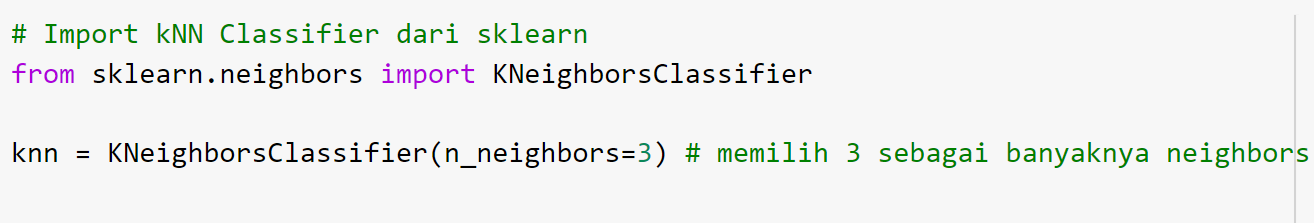 # Import kNN Classifier dari sklearn
from sklearn.neighbors import KNeighborsClassifier
knn = KNeighborsClassifier(n_neighbors=3) # memilih 3 sebagai banyaknya neighbors